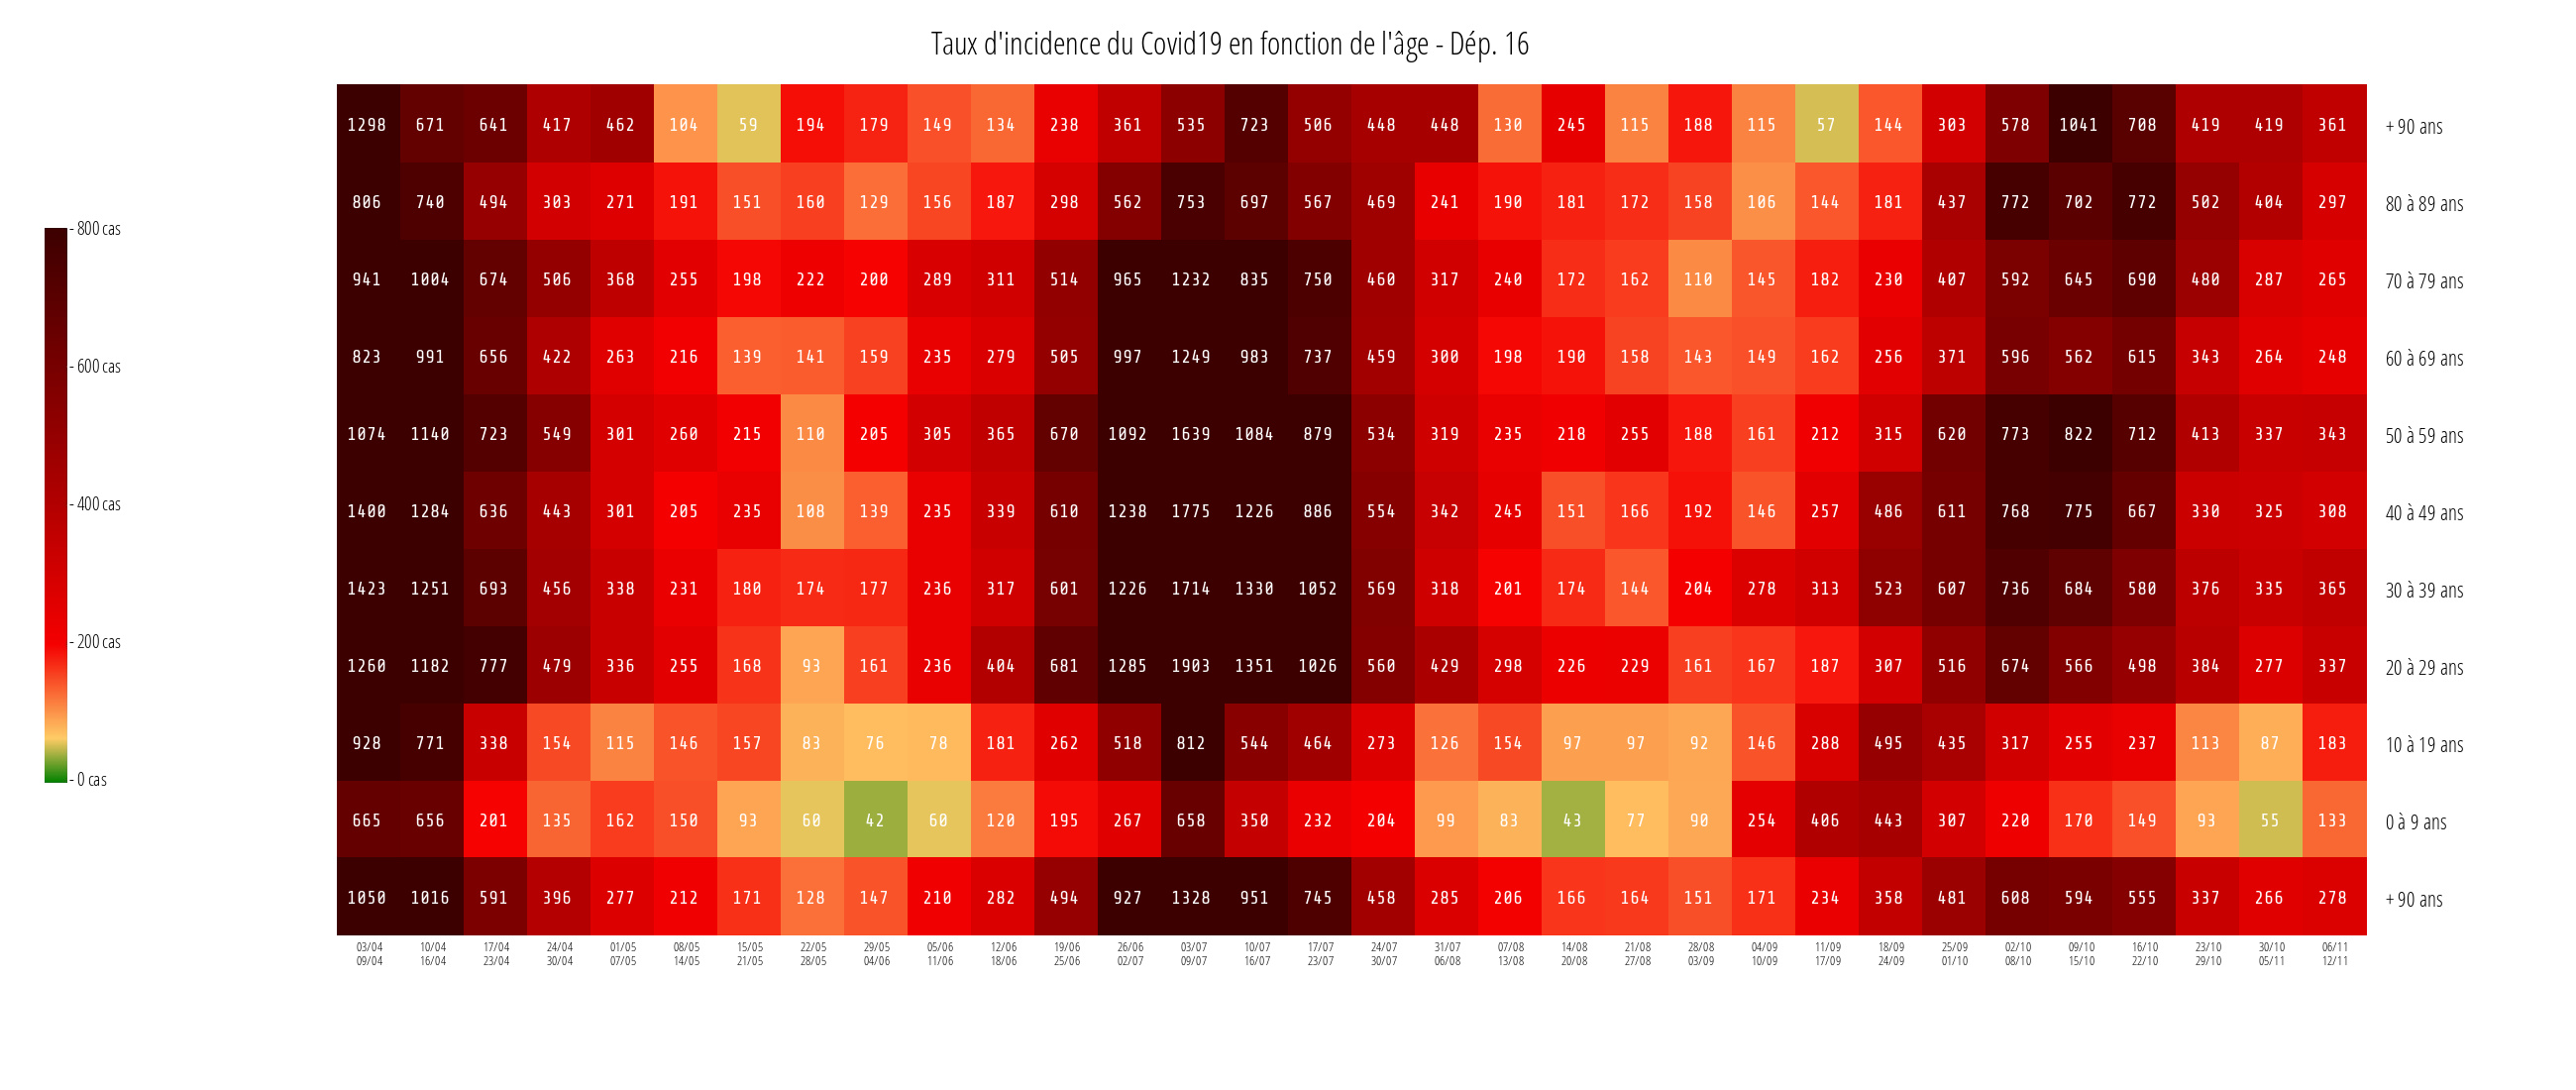 Taux d'incidence du Covid19 en fonction de l'âge - Dép. 16
- 800 cas
- 600 cas
- 400 cas
- 200 cas
- 0 cas
1298 671 641 417 462 104 59 194 179 149 134 238 361 535 723 506 448 448 130 245 115 188 115 57 144 303 578 1041 708 419 419 361 + 90 ans
806 740 494 303 271 191 151 160 129 156 187 298 562 753 697 567 469 241 190 181 172 158 106 144 181 437 772 702 772 502 404 297 80 à 89 ans
941 1004 674 506 368 255 198 222 200 289 311 514 965 1232 835 750 460 317 240 172 162 110 145 182 230 407 592 645 690 480 287 265 70 à 79 ans
823 991 656 422 263 216 139 141 159 235 279 505 997 1249 983 737 459 300 198 190 158 143 149 162 256 371 596 562 615 343 264 248 60 à 69 ans
1074 1140 723 549 301 260 215 110 205 305 365 670 1092 1639 1084 879 534 319 235 218 255 188 161 212 315 620 773 822 712 413 337 343 50 à 59 ans
1400 1284 636 443 301 205 235 108 139 235 339 610 1238 1775 1226 886 554 342 245 151 166 192 146 257 486 611 768 775 667 330 325 308 40 à 49 ans
1423 1251 693 456 338 231 180 174 177 236 317 601 1226 1714 1330 1052 569 318 201 174 144 204 278 313 523 607 736 684 580 376 335 365 30 à 39 ans
1260 1182 777 479 336 255 168 93 161 236 404 681 1285 1903 1351 1026 560 429 298 226 229 161 167 187 307 516 674 566 498 384 277 337 20 à 29 ans
928 771 338 154 115 146 157 83 76 78 181 262 518 812 544 464 273 126 154 97 97 92 146 288 495 435 317 255 237 113 87 183 10 à 19 ans
665 656 201 135 162 150 93 60 42 60 120 195 267 658 350 232 204 99 83 43 77 90 254 406 443 307 220 170 149 93 55 133 0 à 9 ans
1050 1016 591 396 277 212 171 128 147 210 282 494 927 1328 951 745 458 285 206 166 164 151 171 234 358 481 608 594 555 337 266 278 + 90 ans
03/04 10/04 17/04 24/04 01/05 08/05 15/05 22/05 29/05 05/06 12/06 19/06 26/06 03/07 10/07 17/07 24/07 31/07 07/08 14/08 21/08 28/08 04/09 11/09 18/09 25/09 02/10 09/10 16/10 23/10 30/10 06/11
09/04 16/04 23/04 30/04 07/05 14/05 21/05 28/05 04/06 11/06 18/06 25/06 02/07 09/07 16/07 23/07 30/07 06/08 13/08 20/08 27/08 03/09 10/09 17/09 24/09 01/10 08/10 15/10 22/10 29/10 05/11 12/11